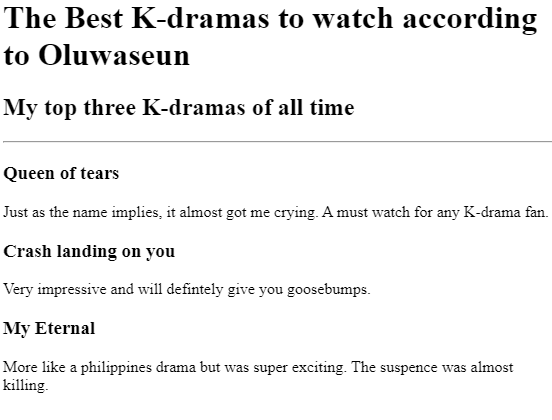 The Best K-dramas to watch according
to Oluwaseun
My top three K-dramas of all time
Queen of tears
Just as the name implies, it almost got me crying. A must watch for any K-drama fan.
Crash landing on you
Very impressive and will defintely give you goosebumps.
My Eternal
More like a philippines drama but was super exciting. The suspence was almost
killing.